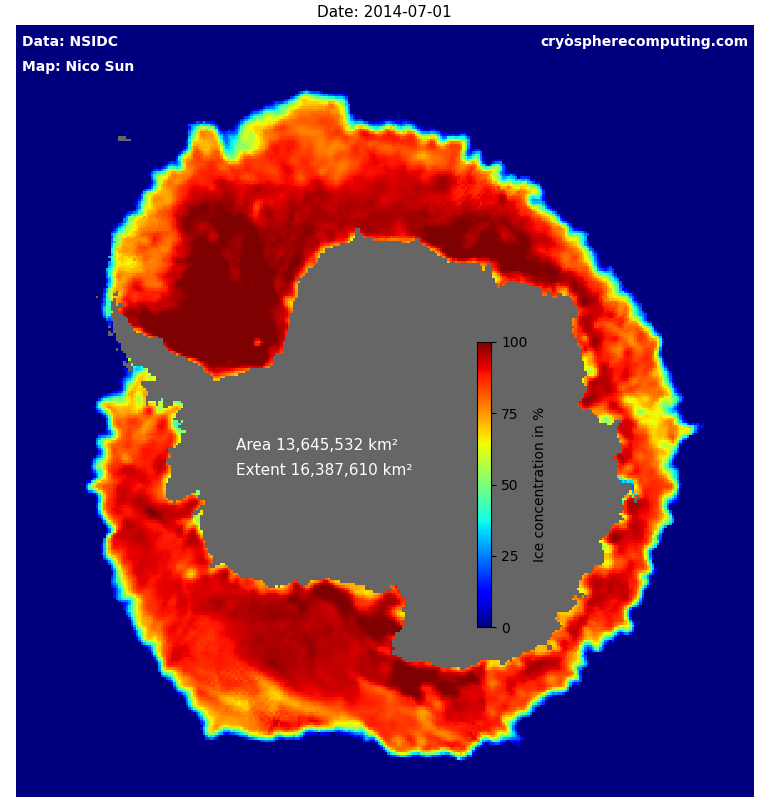 Date: 2014-07-01
Data: NSIDC
cryospherecomputing.com
Map: Nico Sun
100
75
50
25
0
Ice concentration in %
Area 13,645,532 km²
Extent 16,387,610 km²